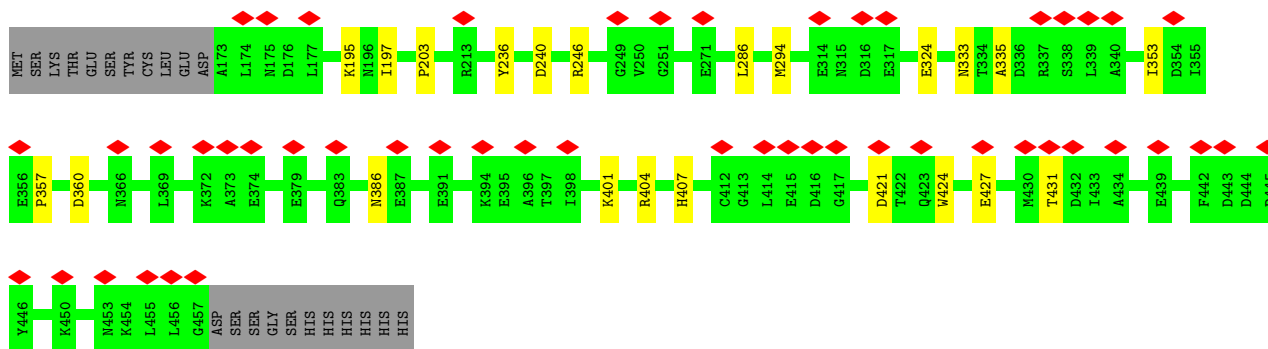 MET SER LYS THR GLU SER TYR CYS LEU GLU ASP A173 L174 N175 D176 L177 K195 N196 I197 P203 R213 Y236 D240 R246 G249 V250 G251 E271 L286 M294 E314 N315 D316 E317 E324 N333 T334 A335 D336 R337 S338 L339 A340 I353 D354 I355
E356 P357 D360 N366 L369 K372 A373 E374 E379 Q383 N386 E387 E391 K394 E395 A396 T397 I398 K401 R404 H407 C412 G413 L414 E415 D416 G417 D421 T422 Q423 W424 E427 M430 T431 D432 I433 A434 E439 F442 D443 D444
Y446 K450 N453 K454 L455 L456 G457 ASP SER SER GLY SER HIS HIS HIS HIS HIS HIS